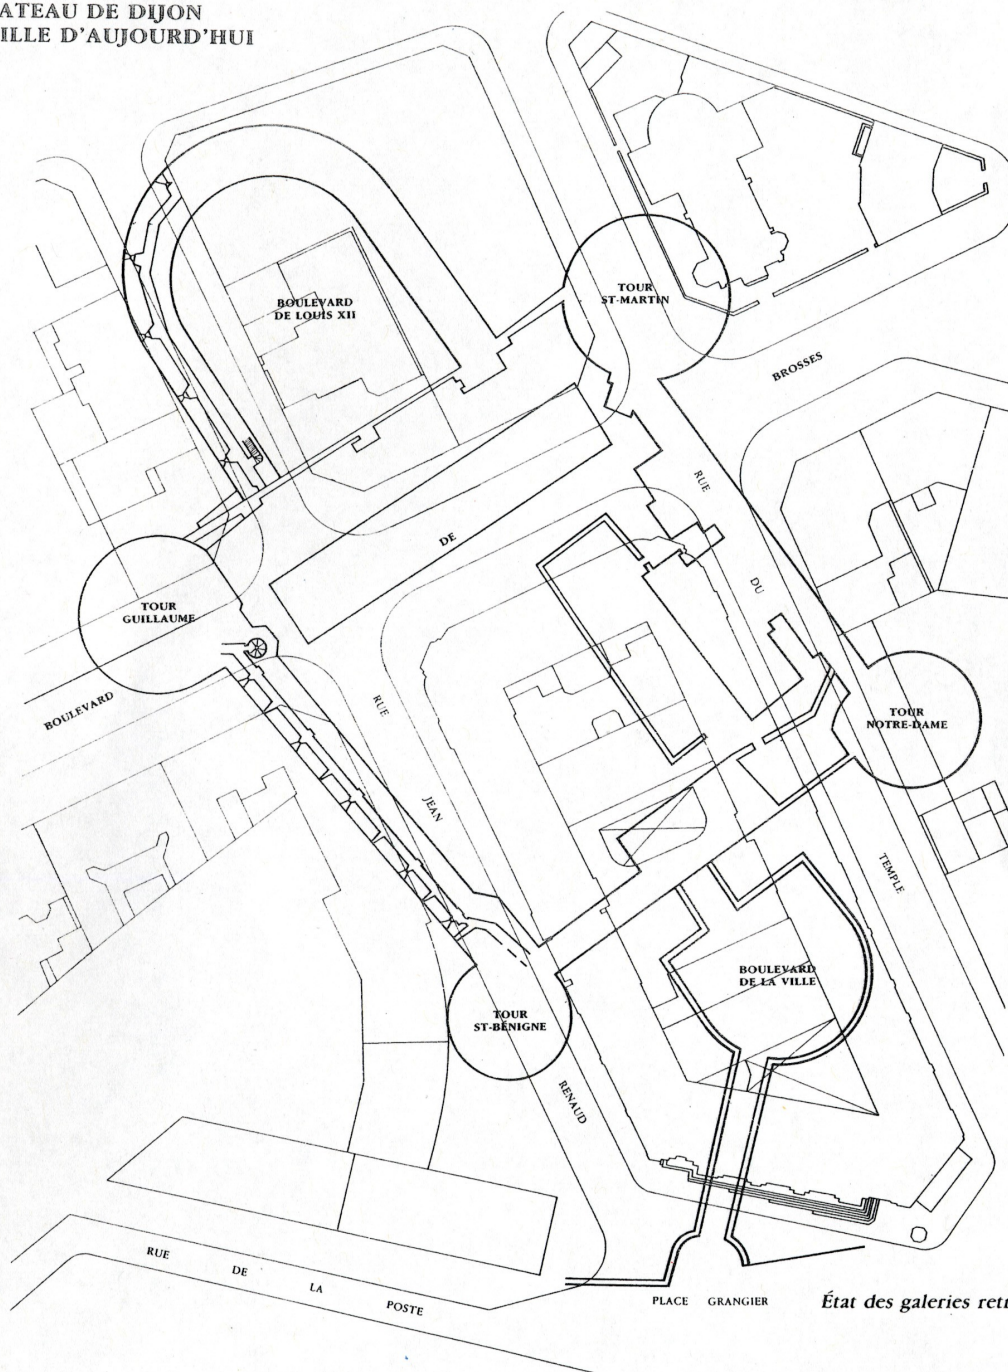 ATEAU DE DIJON
ILLE D'AUJOURD'HUI
BOULEVARD
DE LOUIS XII
TOUR
ST-MARTIN
BROSSES
RUE
DE
DU
TOUR
GUILLAUME
BOULEVARD
RUE
TOUR
NOTRE-DAME
JEAN
TEMPLE
BOULEVARD
DE LA VILLE
TOUR
ST-BÉNIGNE
RENAUD
RUE
DE
LA
POSTE
PLACE GRANGIER
État des galeries retr